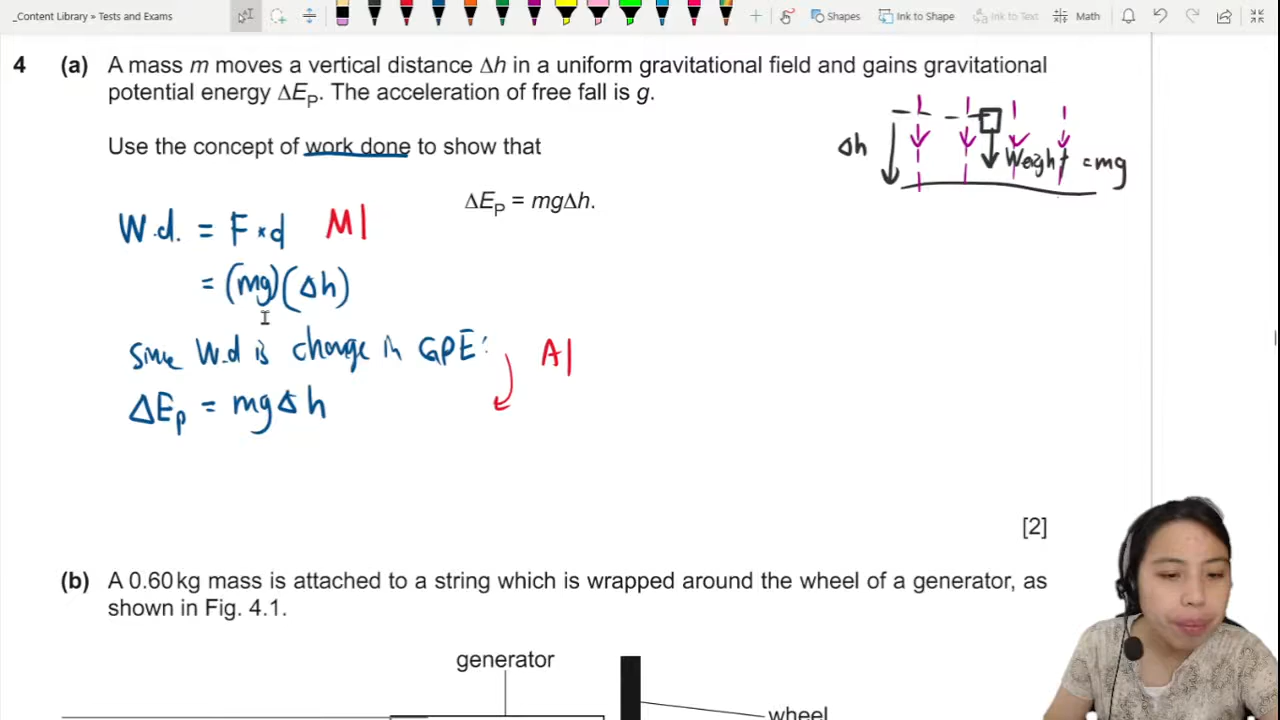 _Content Library » Tests and Exams
Shapes
Ink to Shape
Ink to Text
Math
4 (a) A mass m moves a vertical distance Δh in a uniform gravitational field and gains gravitational
potential energy ΔEP. The acceleration of free fall is g.
Δh
Weight = mg
Use the concept of work done to show that
ΔEP = mgΔh.
W.d. = F × d M1
= (mg)(Δh)
Since W.d is change in GPE: A1
ΔEp = mgΔh
[2]
(b) A 0.60 kg mass is attached to a string which is wrapped around the wheel of a generator, as
shown in Fig. 4.1.
generator
wheel